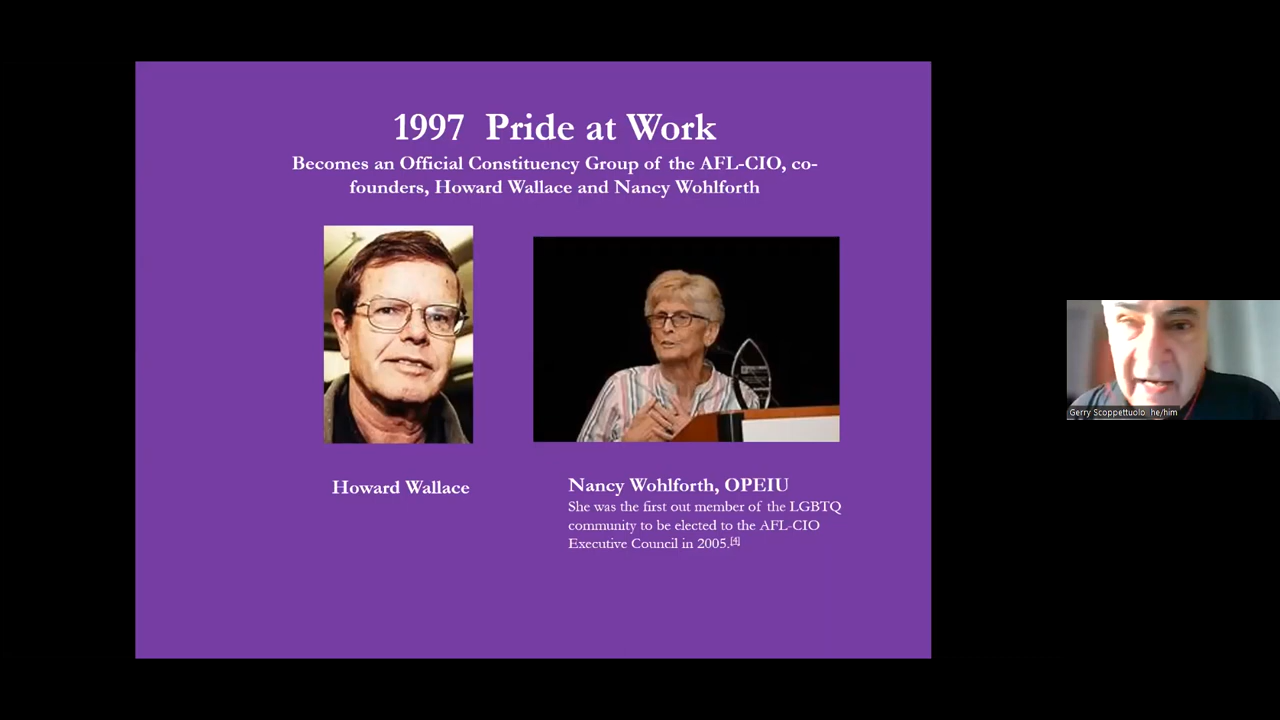 1997 Pride at Work
Becomes an Official Constituency Group of the AFL-CIO, co-
founders, Howard Wallace and Nancy Wohlforth
Howard Wallace
Nancy Wohlforth, OPEIU
She was the first out member of the LGBTQ
community to be elected to the AFL-CIO
Executive Council in 2005.[4]
Gerry Scoppettuolo he/him